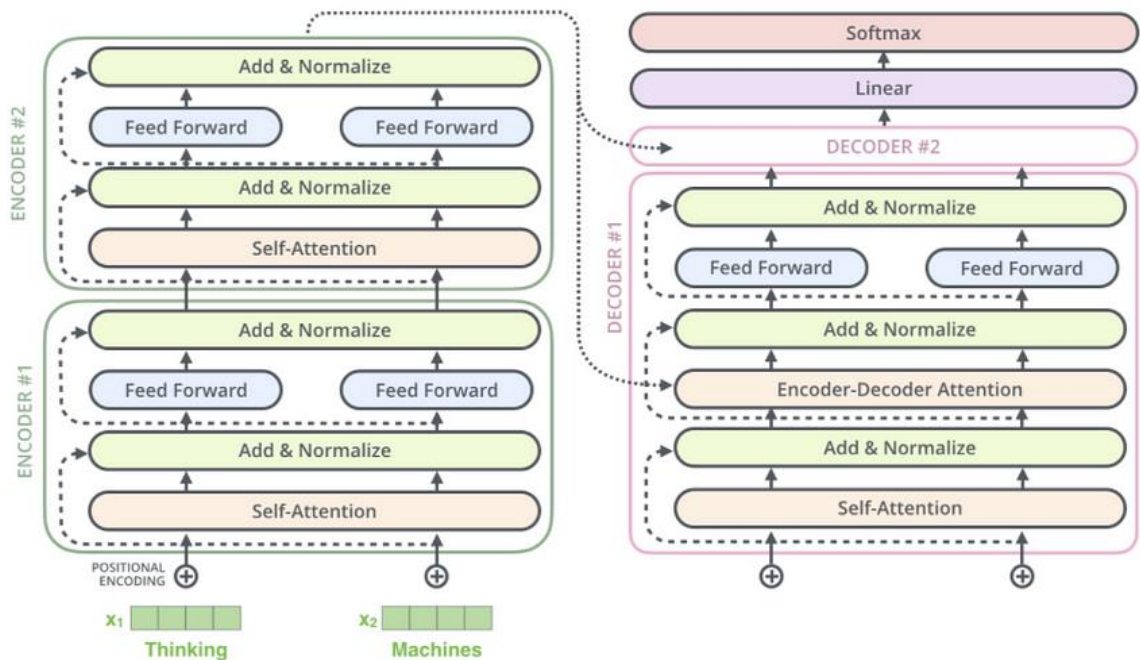 ENCODER #2
Add & Normalize
Feed Forward
Feed Forward
Add & Normalize
Self-Attention
ENCODER #1
Add & Normalize
Feed Forward
Feed Forward
Add & Normalize
Self-Attention
POSITIONAL
ENCODING
x1
x2
Thinking
Machines
Softmax
Linear
DECODER #2
DECODER #1
Add & Normalize
Feed Forward
Feed Forward
Add & Normalize
Encoder-Decoder Attention
Add & Normalize
Self-Attention